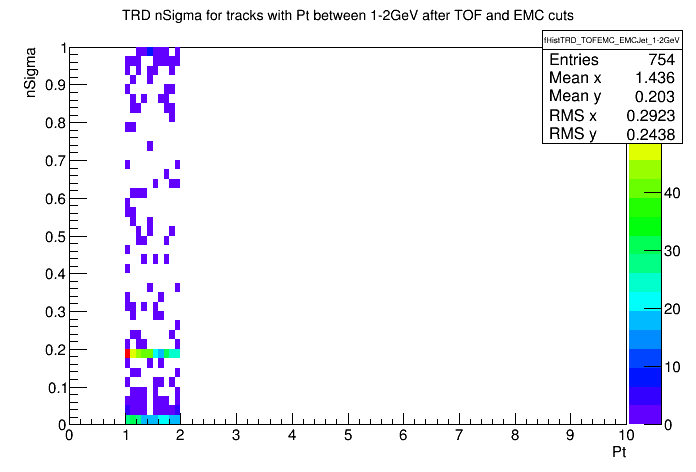 TRD nSigma for tracks with Pt between 1-2GeV after TOF and EMC cuts
fHistTRD_TOFEMC_EMCJet_1-2GeV
Entries 754
Mean x 1.436
Mean y 0.203
RMS x 0.2923
RMS y 0.2438
nSigma
1
0.9
0.8
0.7
0.6
0.5
0.4
0.3
0.2
0.1
0
0 1 2 3 4 5 6 7 8 9 10
Pt
40
30
20
10
0